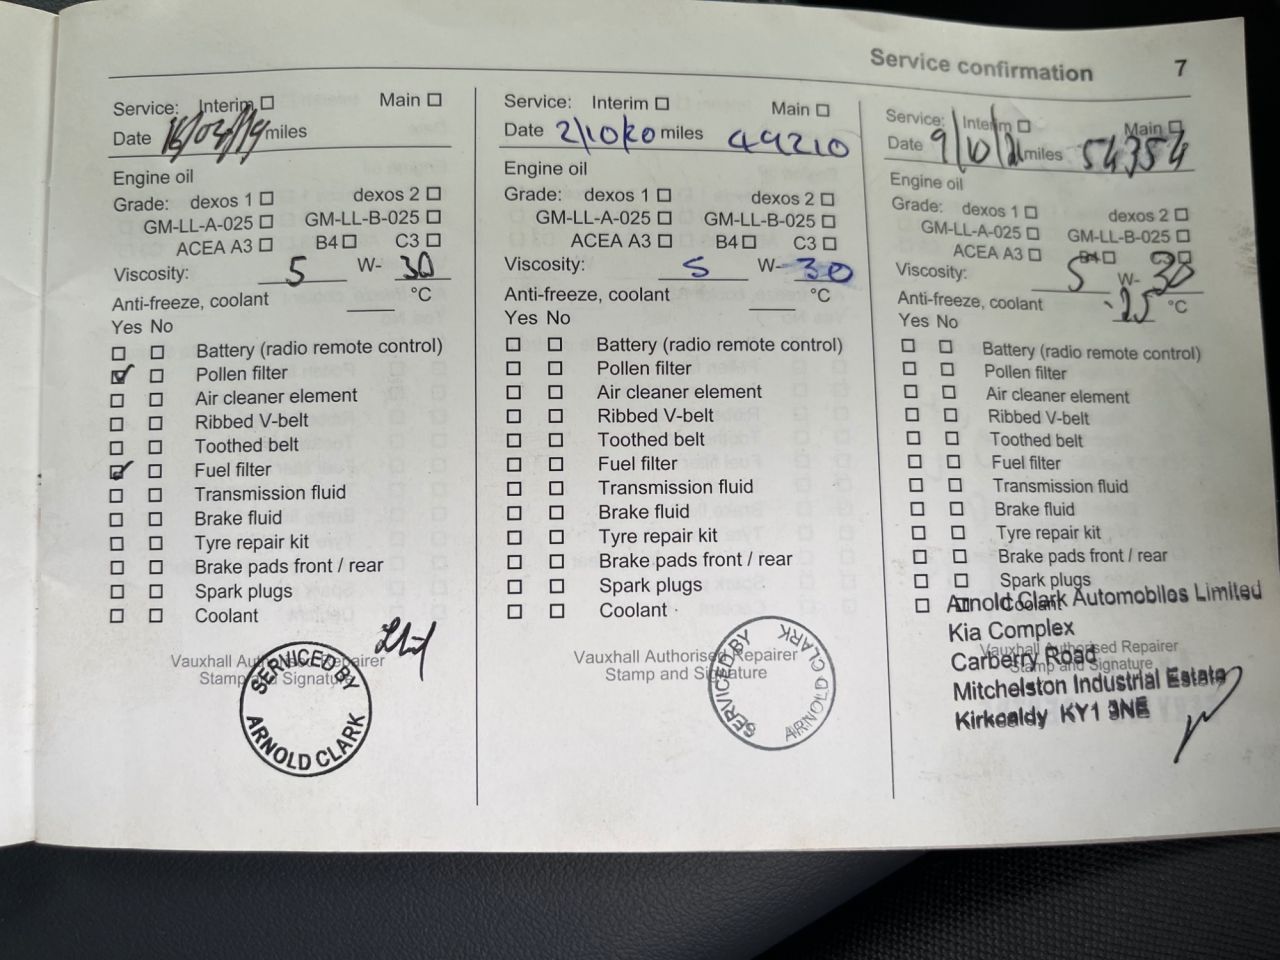 Service confirmation 7
Service: Interim Main
Date 16/02/19 miles
Engine oil
Grade: dexos 1 dexos 2
GM-LL-A-025 GM-LL-B-025
ACEA A3 B4 C3
Viscosity: 5 W- 30
Anti-freeze, coolant °C
Yes No
Battery (radio remote control)
Pollen filter
Air cleaner element
Ribbed V-belt
Toothed belt
Fuel filter
Transmission fluid
Brake fluid
Tyre repair kit
Brake pads front / rear
Spark plugs
Coolant
Vauxhall Authorised Repairer
Stamp and Signature
SERVICED BY
ARNOLD CLARK
Service: Interim Main
Date 2/10/20 miles 49210
Engine oil
Grade: dexos 1 dexos 2
GM-LL-A-025 GM-LL-B-025
ACEA A3 B4 C3
Viscosity: 5 W- 30
Anti-freeze, coolant °C
Yes No
Battery (radio remote control)
Pollen filter
Air cleaner element
Ribbed V-belt
Toothed belt
Fuel filter
Transmission fluid
Brake fluid
Tyre repair kit
Brake pads front / rear
Spark plugs
Coolant
Vauxhall Authorised Repairer
Stamp and Signature
SERVICED BY
ARNOLD CLARK
Service: Interim Main
Date 9/10/21 miles 54354
Engine oil
Grade: dexos 1 dexos 2
GM-LL-A-025 GM-LL-B-025
ACEA A3 B4
Viscosity: 5 W- 30
Anti-freeze, coolant -25 °C
Yes No
Battery (radio remote control)
Pollen filter
Air cleaner element
Ribbed V-belt
Toothed belt
Fuel filter
Transmission fluid
Brake fluid
Tyre repair kit
Brake pads front / rear
Spark plugs
Coolant
Arnold Clark Automobiles Limited
Kia Complex
Vauxhall Authorised Repairer
Carberry Road
Stamp and Signature
Mitchelston Industrial Estate
Kirkcaldy KY1 3NE